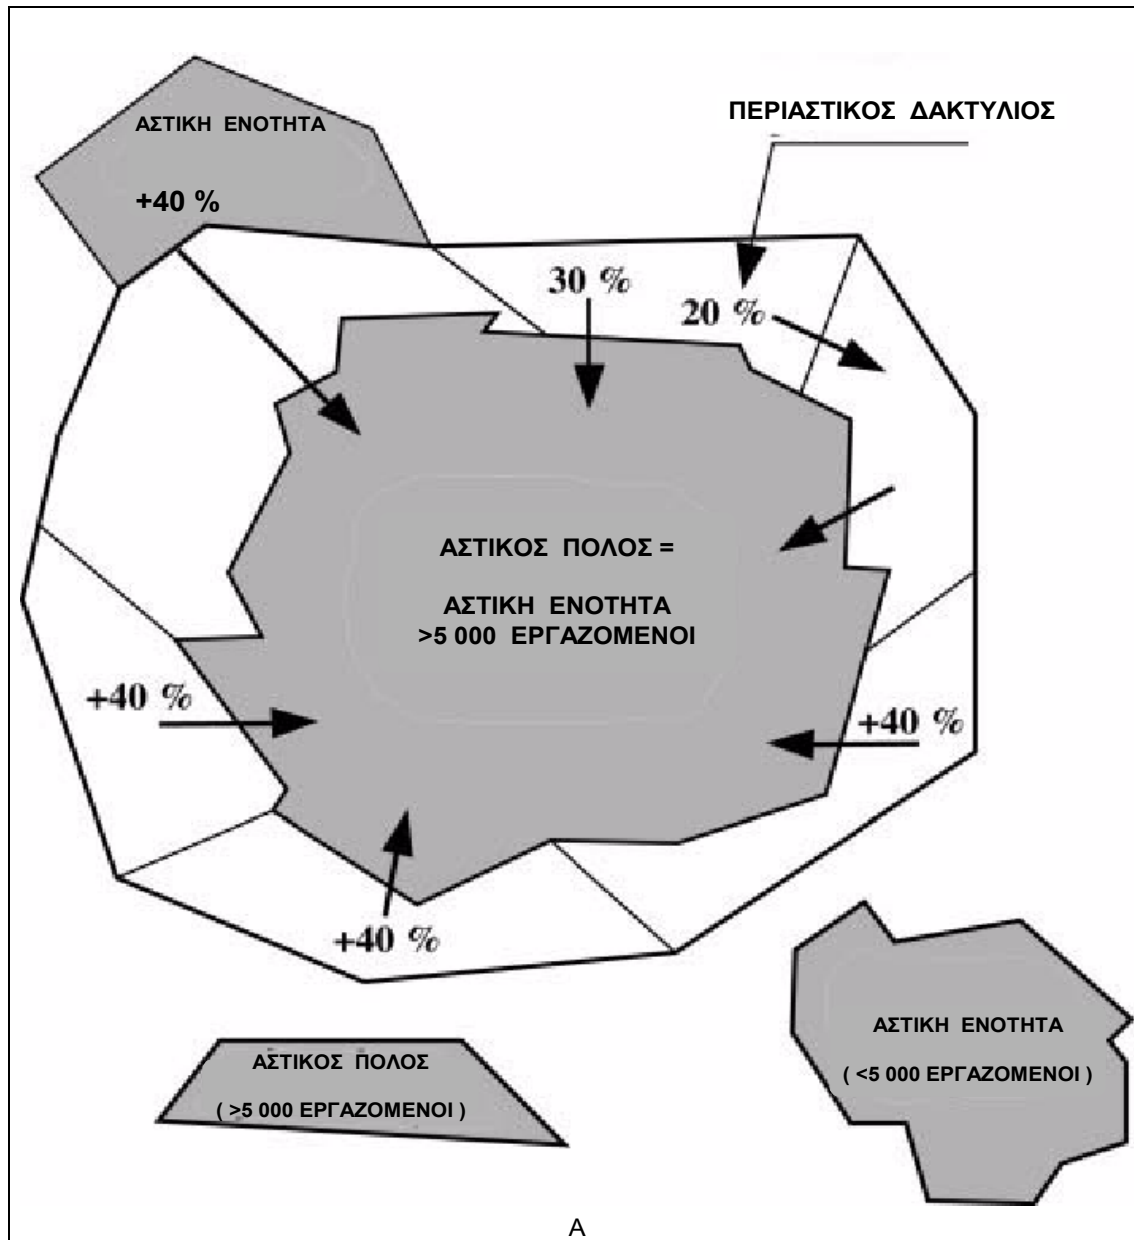 ΑΣΤΙΚΗ ΕΝΟΤΗΤΑ
+40 %
ΠΕΡΙΑΣΤΙΚΟΣ ΔΑΚΤΥΛΙΟΣ
30 %
20 %
ΑΣΤΙΚΟΣ ΠΟΛΟΣ =
ΑΣΤΙΚΗ ΕΝΟΤΗΤΑ
>5 000 ΕΡΓΑΖΟΜΕΝΟΙ
+40 %
+40 %
+40 %
ΑΣΤΙΚΟΣ ΠΟΛΟΣ
( >5 000 ΕΡΓΑΖΟΜΕΝΟΙ )
ΑΣΤΙΚΗ ΕΝΟΤΗΤΑ
( <5 000 ΕΡΓΑΖΟΜΕΝΟΙ )
Α